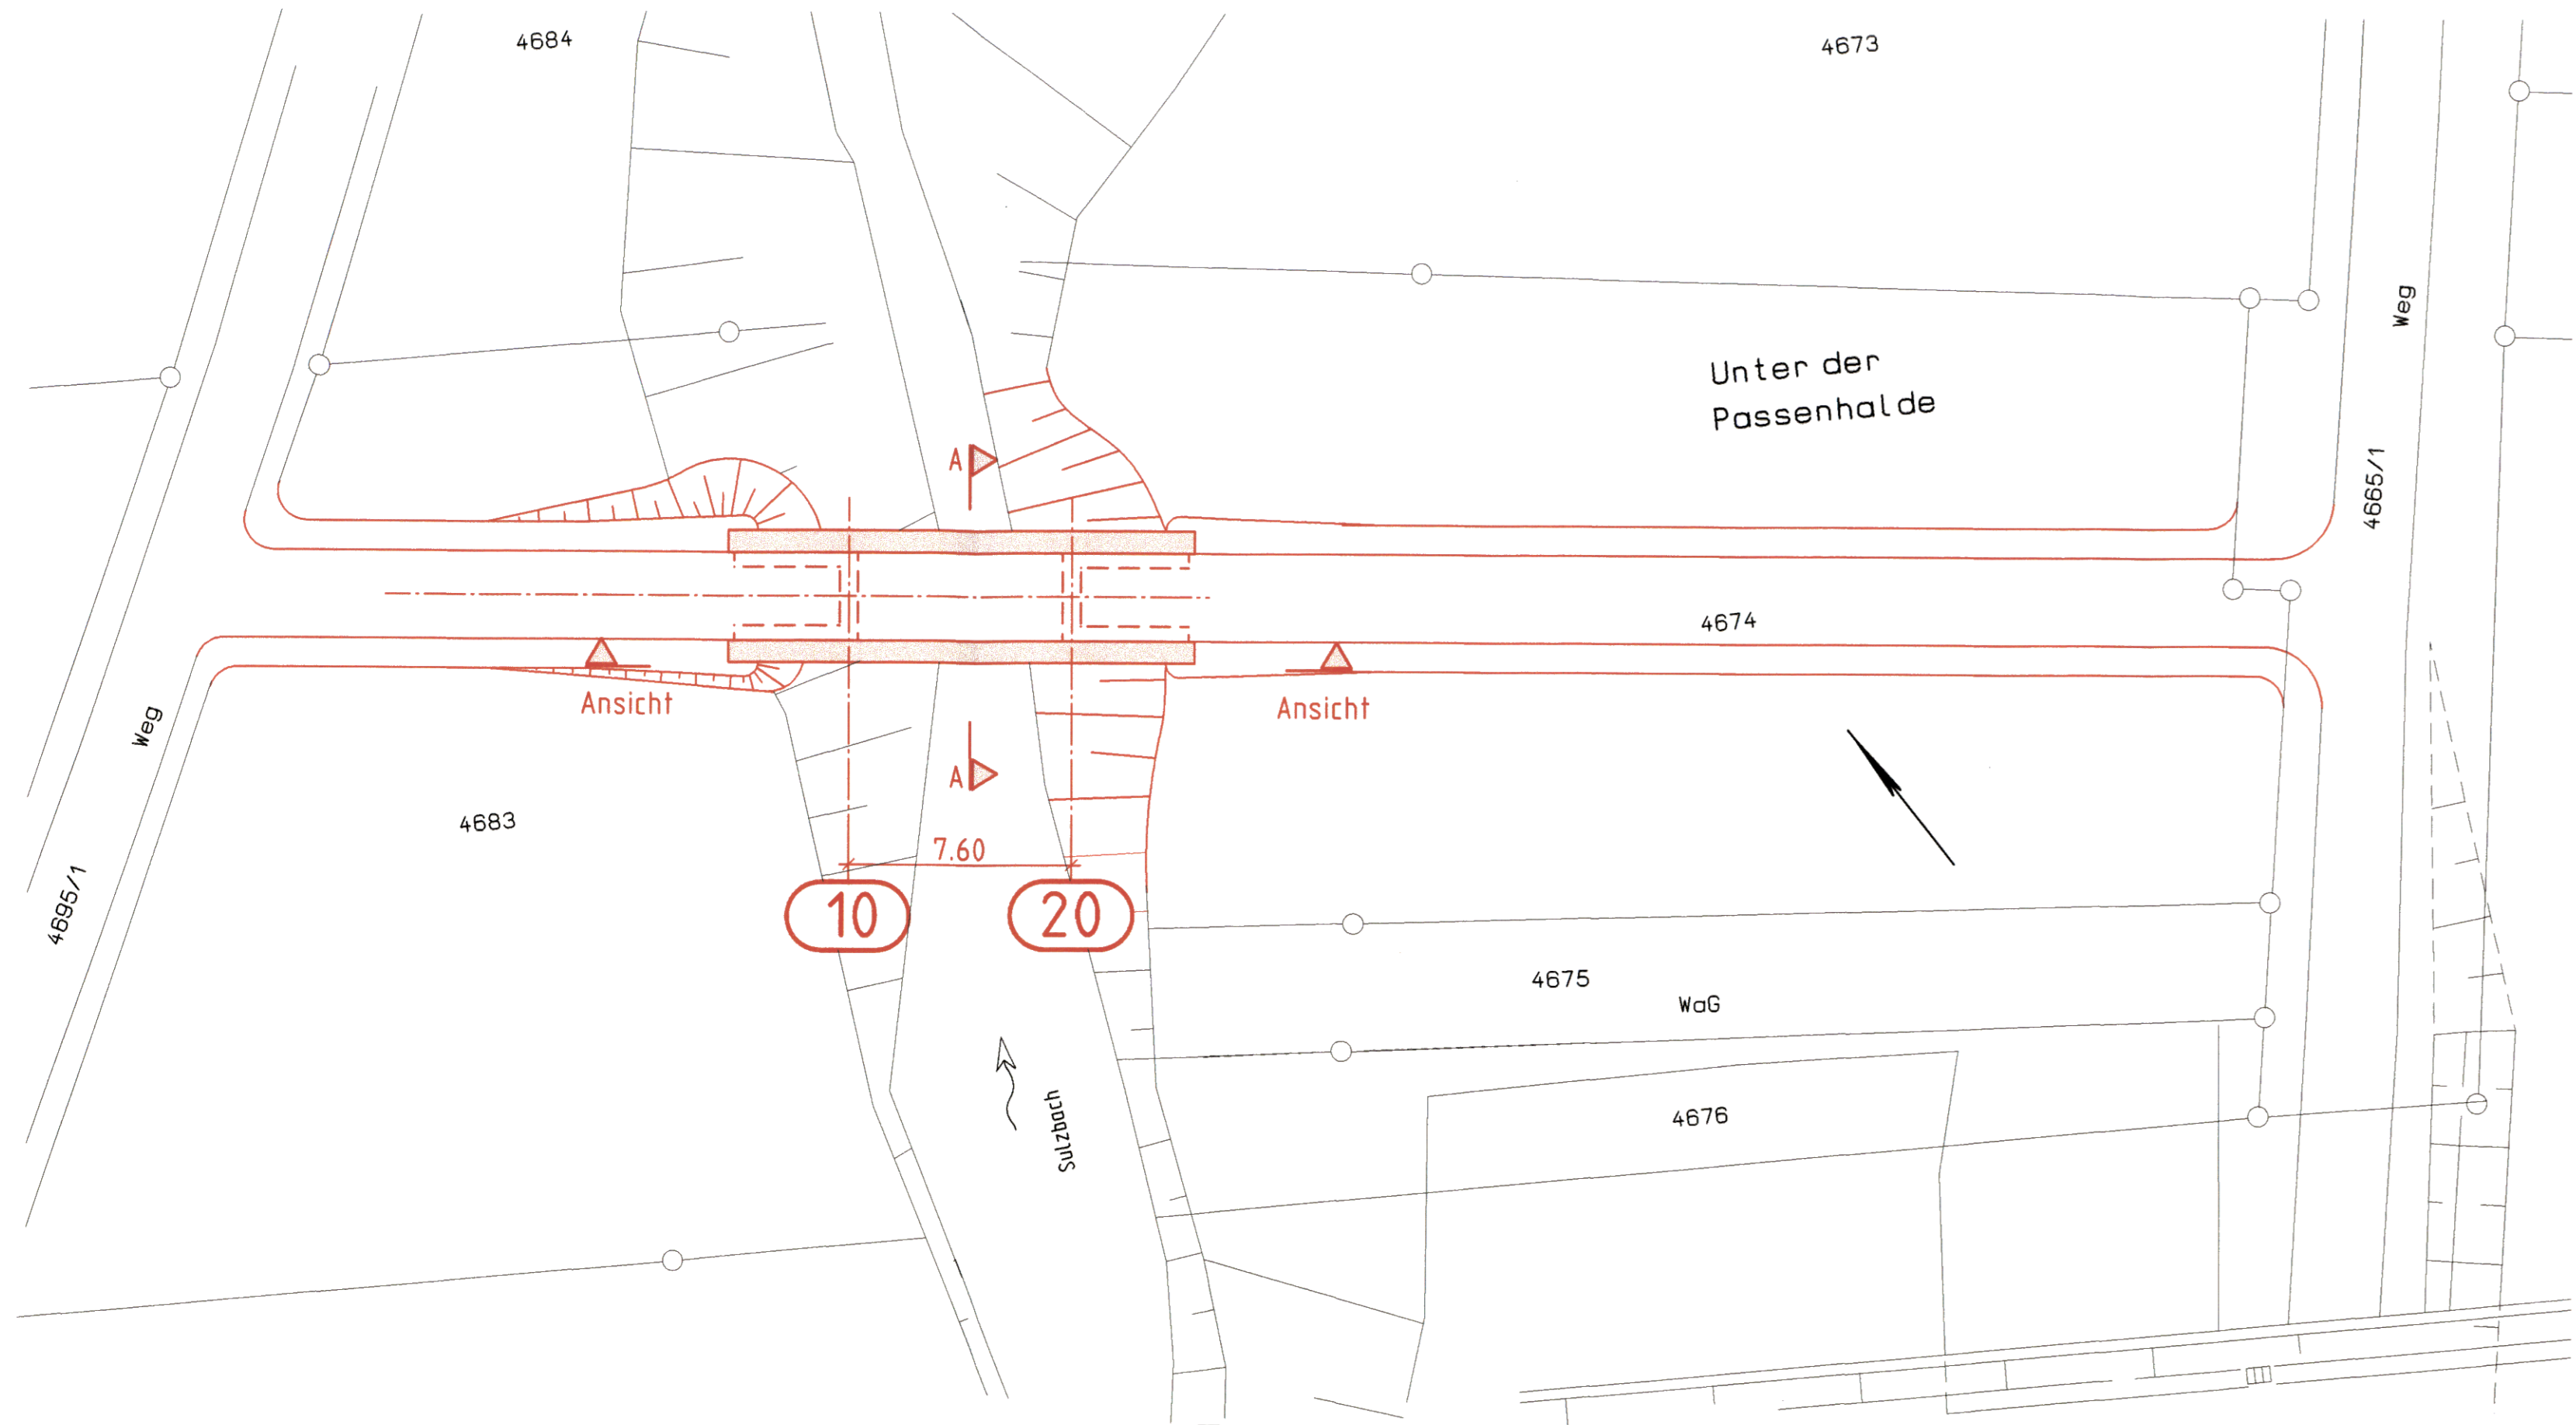 4684
4673
Weg
Unter der
Passenhalde
A
4665/1
4674
Ansicht
Ansicht
Weg
A
4683
7.60
4695/1
10
20
4675
WaG
Sulzbach
4676